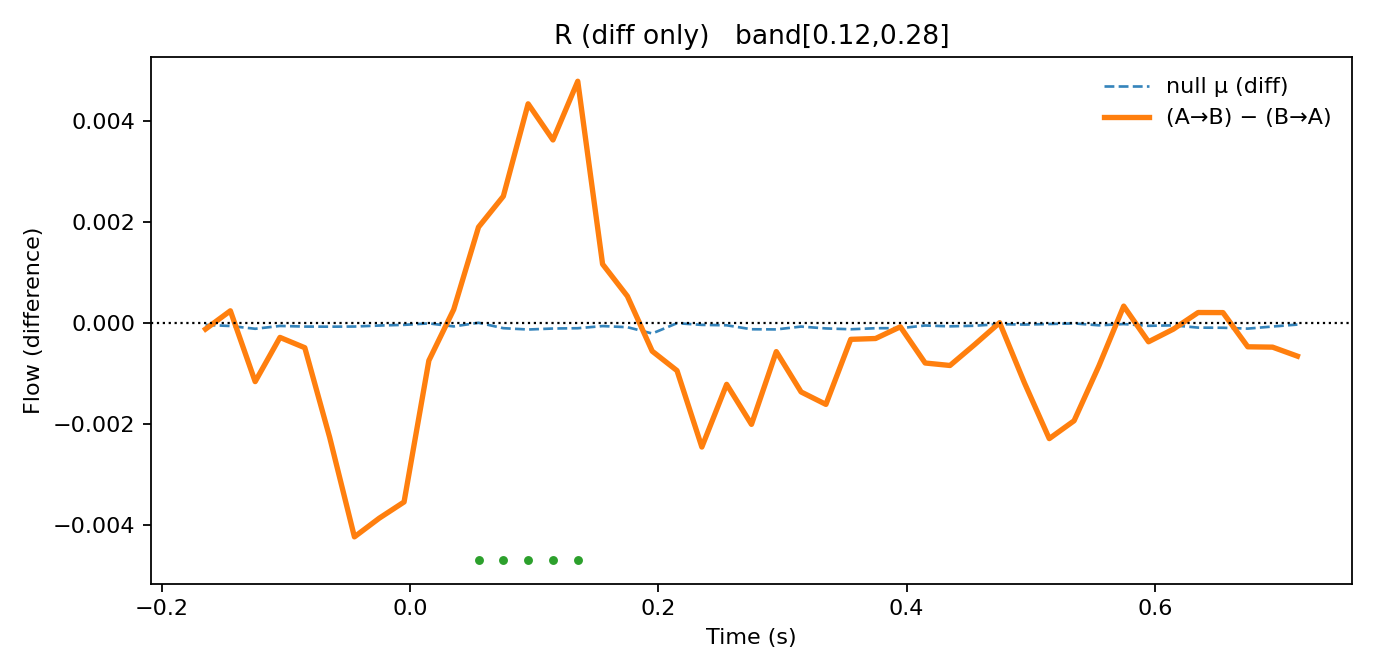 R (diff only)   band[0.12,0.28]
null μ (diff)
(A→B) − (B→A)
Flow (difference)
0.004
0.002
0.000
−0.002
−0.004
−0.2 0.0 0.2 0.4 0.6
Time (s)